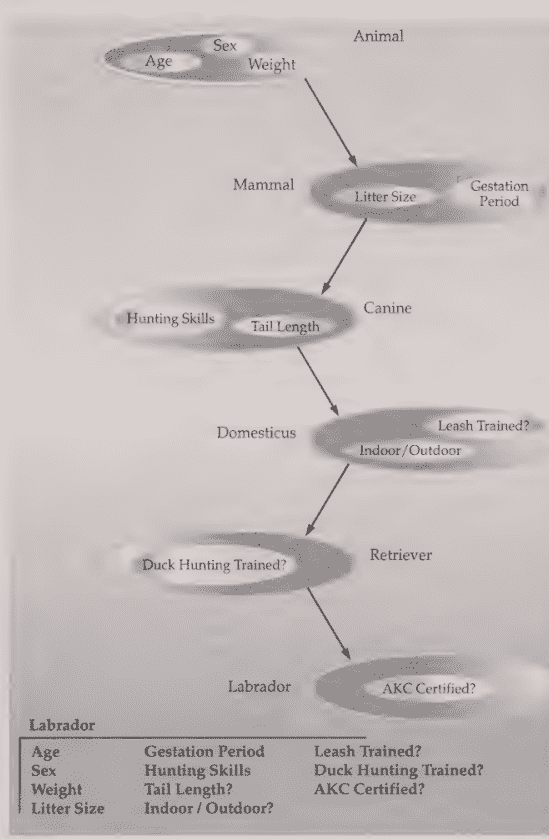 Animal
Sex
Age
Weight
Mammal
Litter Size
Gestation
Period
Canine
Hunting Skills
Tail Length
Domesticus
Leash Trained?
Indoor/Outdoor
Retriever
Duck Hunting Trained?
Labrador
AKC Certified?
Labrador
Age Gestation Period Leash Trained?
Sex Hunting Skills Duck Hunting Trained?
Weight Tail Length? AKC Certified?
Litter Size Indoor / Outdoor?